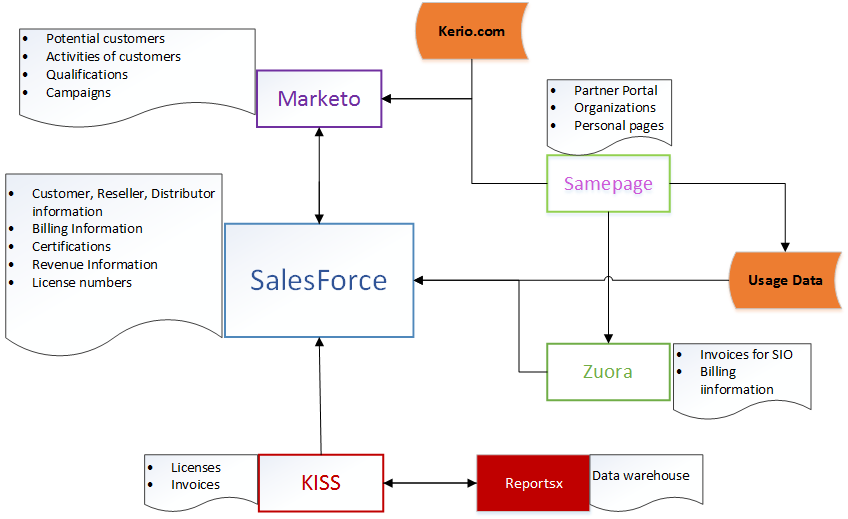 Kerio.com
Potential customers
Activities of customers
Qualifications
Campaigns
Marketo
Partner Portal
Organizations
Personal pages
Samepage
Customer, Reseller, Distributor
information
Billing Information
Certifications
Revenue Information
License numbers
SalesForce
Usage Data
Zuora
Invoices for SIO
Billing
iinformation
Licenses
Invoices
KISS
Reportsx
Data warehouse